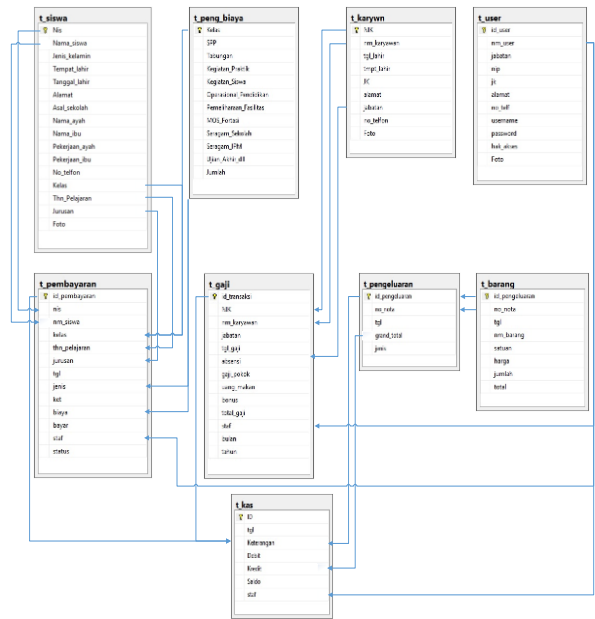 t_siswa
Nis
Nama_siswa
Jenis_kelamin
Tempat_lahir
Tanggal_lahir
Alamat
Asal_sekolah
Nama_ayah
Nama_ibu
Pekerjaan_ayah
Pekerjaan_ibu
No_telfon
Kelas
Thn_Pelajaran
Jurusan
Foto
t_peng_biaya
Kelas
SPP
Tabungan
Kegiatan_Praktik
Kegiatan_Siswa
Operasional_Pendidikan
Pemeliharaan_Fasilitas
MOS_Fortasi
Seragam_Sekolah
Seragam_IPM
Ujian_Akhir_dll
Jumlah
t_karywn
NIK
nm_karyawan
tgl_lahir
tmpt_lahir
JK
alamat
jabatan
no_telfon
Foto
t_user
id_user
nm_user
jabatan
nip
jk
alamat
no_telf
username
password
hak_akses
Foto
t_pembayaran
id_pembayaran
nis
nm_siswa
kelas
thn_pelajaran
jurusan
tgl
jenis
ket
biaya
bayar
staf
status
t_gaji
id_transaksi
NIK
nm_karyawan
jabatan
tgl_gaji
absensi
gaji_pokok
uang_makan
bonus
total_gaji
staf
bulan
tahun
t_pengeluaran
id_pengeluaran
no_nota
tgl
grand_total
jenis
t_barang
id_pengeluaran
no_nota
tgl
nm_barang
satuan
harga
jumlah
total
t_kas
ID
tgl
Keterangan
Debit
Kredit
Saldo
staf